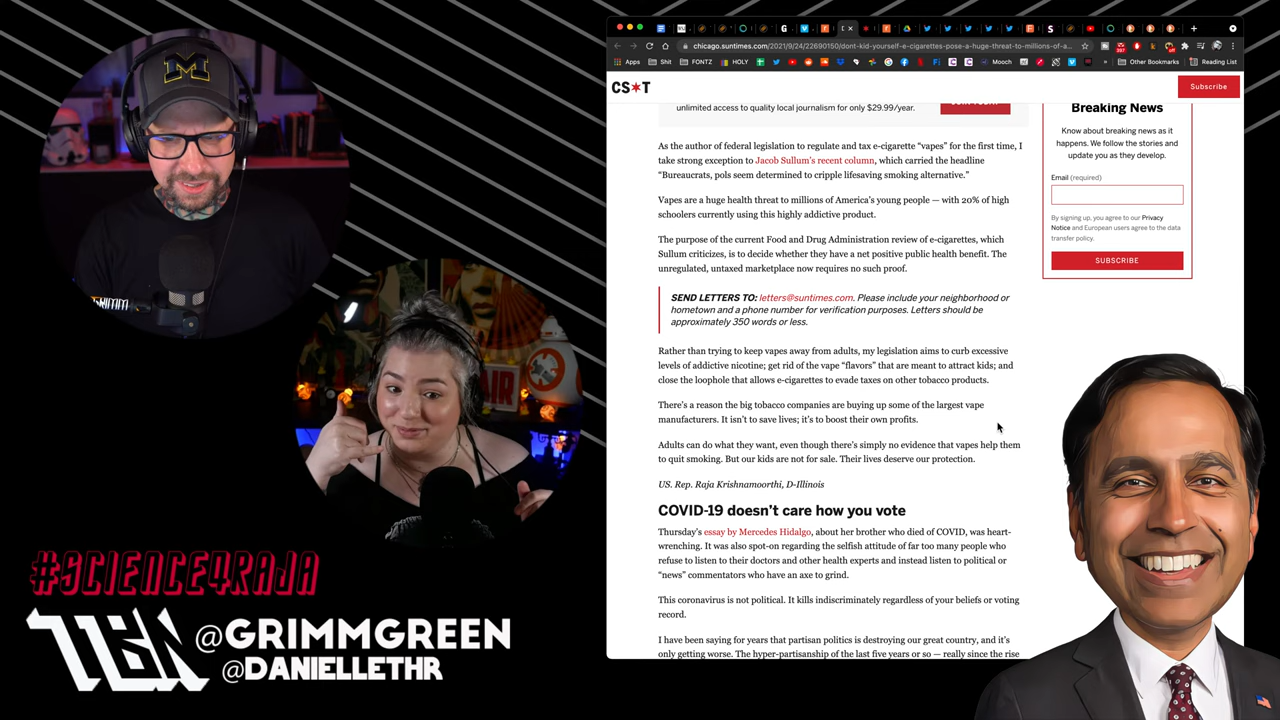 chicago.suntimes.com/2021/9/24/22690150/dont-kid-yourself-e-cigarettes-pose-a-huge-threat-to-millions-of-a...
Apps
Shit
FONTZ
HOLY
Mooch
Other Bookmarks
Reading List
CS T
Subscribe
unlimited access to quality local journalism for only $29.99/year.
As the author of federal legislation to regulate and tax e-cigarette “vapes” for the first time, I
take strong exception to Jacob Sullum’s recent column, which carried the headline
“Bureaucrats, pols seem determined to cripple lifesaving smoking alternative.”
Vapes are a huge health threat to millions of America’s young people — with 20% of high
schoolers currently using this highly addictive product.
The purpose of the current Food and Drug Administration review of e-cigarettes, which
Sullum criticizes, is to decide whether they have a net positive public health benefit. The
unregulated, untaxed marketplace now requires no such proof.
SEND LETTERS TO: letters@suntimes.com. Please include your neighborhood or
hometown and a phone number for verification purposes. Letters should be
approximately 350 words or less.
Rather than trying to keep vapes away from adults, my legislation aims to curb excessive
levels of addictive nicotine; get rid of the vape “flavors” that are meant to attract kids; and
close the loophole that allows e-cigarettes to evade taxes on other tobacco products.
There’s a reason the big tobacco companies are buying up some of the largest vape
manufacturers. It isn’t to save lives; it’s to boost their own profits.
Adults can do what they want, even though there’s simply no evidence that vapes help them
to quit smoking. But our kids are not for sale. Their lives deserve our protection.
US. Rep. Raja Krishnamoorthi, D-Illinois
COVID-19 doesn’t care how you vote
Thursday’s essay by Mercedes Hidalgo, about her brother who died of COVID, was heart-
wrenching. It was also spot-on regarding the selfish attitude of far too many people who
refuse to listen to their doctors and other health experts and instead listen to political or
“news” commentators who have an axe to grind.
This coronavirus is not political. It kills indiscriminately regardless of your beliefs or voting
record.
I have been saying for years that partisan politics is destroying our great country, and it’s
only getting worse. The hyper-partisanship of the last five years or so — really since the rise
Breaking News
Know about breaking news as it
happens. We follow the stories and
update you as they develop.
Email (required)
By signing up, you agree to our Privacy
Notice and European users agree to the data
transfer policy.
SUBSCRIBE
M
#SCIENCE4RAJA
@GRIMMGREEN
@DANIELLETHR